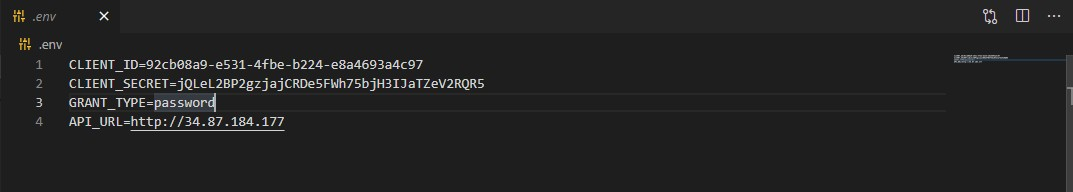 .env
.env
1 CLIENT_ID=92cb08a9-e531-4fbe-b224-e8a4693a4c97
2 CLIENT_SECRET=jQLeL2BP2gzjajCRDe5FWh75bjH3IJaTZeV2RQR5
3 GRANT_TYPE=password
4 API_URL=http://34.87.184.177